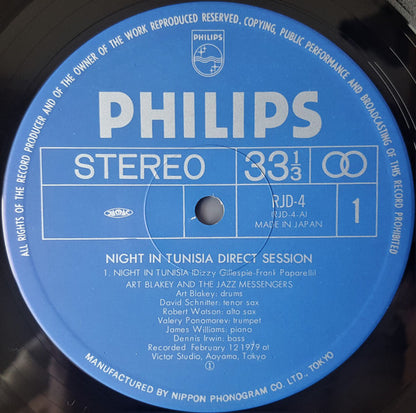 ALL RIGHTS OF THE RECORD PRODUCER AND OF THE OWNER OF THE WORK REPRODUCED RESERVED. COPYING, PUBLIC PERFORMANCE AND BROADCASTING OF THIS RECORD PROHIBITED
PHILIPS
PHILIPS
STEREO
33 1/3
RJD-4
(RJD-4-A)
MADE IN JAPAN
1
NIGHT IN TUNISIA DIRECT SESSION
1. NIGHT IN TUNISIA (Dizzy Gillespie-Frank Paparelli)
ART BLAKEY AND THE JAZZ MESSENGERS
Art Blakey: drums
David Schnitter: tenor sax
Robert Watson: alto sax
Valery Ponomarev: trumpet
James Williams: piano
Dennis Irwin: bass
Recorded February 12 1979 at
Victor Studio, Aoyama, Tokyo
MANUFACTURED BY NIPPON PHONOGRAM CO. LTD., TOKYO